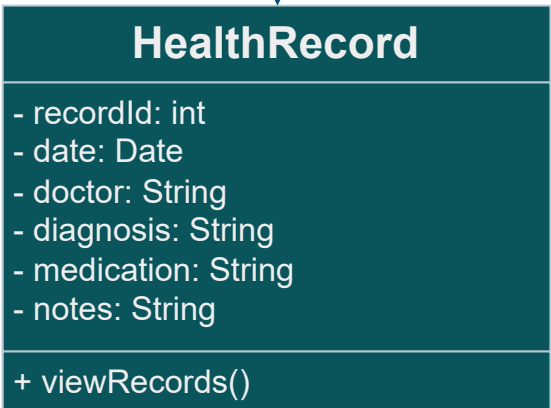 HealthRecord
- recordId: int
- date: Date
- doctor: String
- diagnosis: String
- medication: String
- notes: String
+ viewRecords()